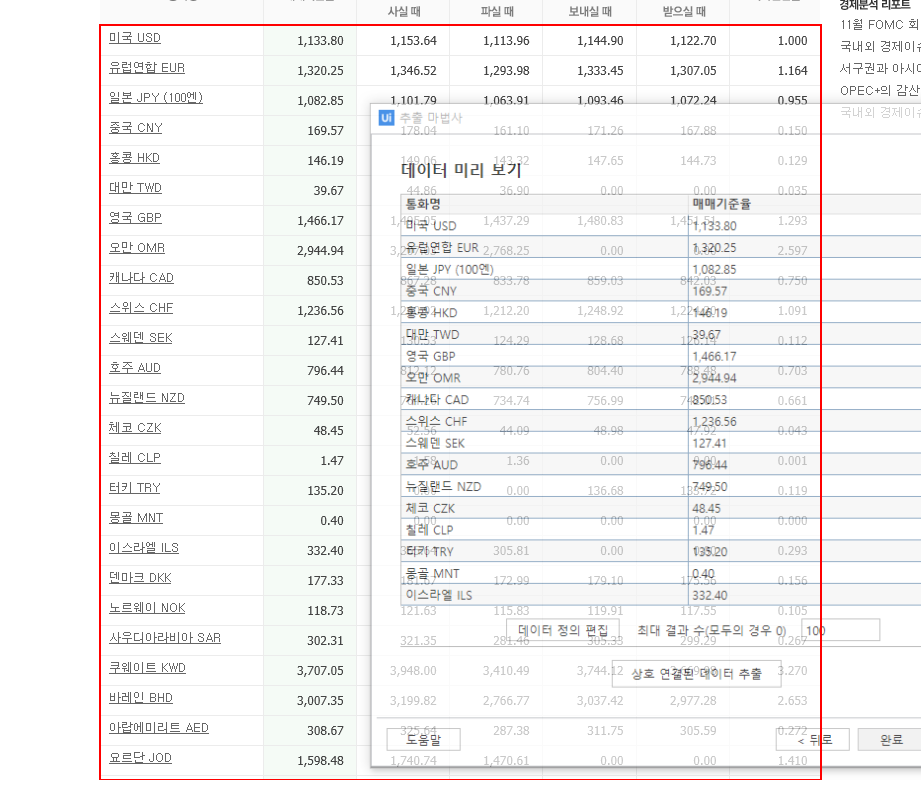 사실 때 파실 때 보내실 때 받으실 때
미국 USD 1,133.80 1,153.64 1,113.96 1,144.90 1,122.70 1.000
유럽연합 EUR 1,320.25 1,346.52 1,293.98 1,333.45 1,307.05 1.164
일본 JPY (100엔) 1,082.85 1,101.79 1,063.91 1,093.46 1,072.24 0.955
중국 CNY 169.57 178.04 161.10 171.26 167.88 0.150
홍콩 HKD 146.19 149.06 143.32 147.65 144.73 0.129
대만 TWD 39.67 44.86 36.90 0.00 0.00 0.035
영국 GBP 1,466.17 1,437.29 1,480.83 1,451.51 1.293
오만 OMR 2,944.94 2,768.25 0.00 2.597
캐나다 CAD 850.53 867.28 833.78 859.03 842.03 0.750
스위스 CHF 1,236.56 1,212.20 1,248.92 1.091
스웨덴 SEK 127.41 124.29 128.68 0.112
호주 AUD 796.44 812.12 780.76 804.40 788.48 0.703
뉴질랜드 NZD 749.50 734.74 756.99 0.661
체코 CZK 48.45 52.56 44.09 48.98 47.92 0.043
칠레 CLP 1.47 1.36 0.00 0.00 0.001
터키 TRY 135.20 0.00 0.00 136.68 0.119
몽골 MNT 0.40 0.00 0.00 0.00 0.000
이스라엘 ILS 332.40 305.81 0.00 0.293
덴마크 DKK 177.33 172.99 179.10 175.56 0.156
노르웨이 NOK 118.73 121.63 115.83 119.91 117.55 0.105
사우디아라비아 SAR 302.31 321.35 281.46 305.33 299.29 0.267
쿠웨이트 KWD 3,707.05 3,948.00 3,410.49 3,744.12 3.270
바레인 BHD 3,007.35 3,199.82 2,766.77 3,037.42 2,977.28 2.653
아랍에미리트 AED 308.67 325.64 287.38 311.75 305.59 0.272
요르단 JOD 1,598.48 1,740.74 1,470.61 0.00 0.00 1.410
경제분석 리포트
11월 FOMC 회
국내외 경제이슈
서구권과 아시아
OPEC+의 감산
국내외 경제이슈
Ui 추출 마법사
데이터 미리 보기
통화명 매매기준율
미국 USD 1,133.80
유럽연합 EUR 1,320.25
일본 JPY (100엔) 1,082.85
중국 CNY 169.57
홍콩 HKD 146.19
대만 TWD 39.67
영국 GBP 1,466.17
오만 OMR 2,944.94
캐나다 CAD 850.53
스위스 CHF 1,236.56
스웨덴 SEK 127.41
호주 AUD 796.44
뉴질랜드 NZD 749.50
체코 CZK 48.45
칠레 CLP 1.47
터키 TRY 135.20
몽골 MNT 0.40
이스라엘 ILS 332.40
데이터 정의 편집 최대 결과 수(모두의 경우 0) 100
상호 연결된 데이터 추출
도움말 < 뒤로 완료